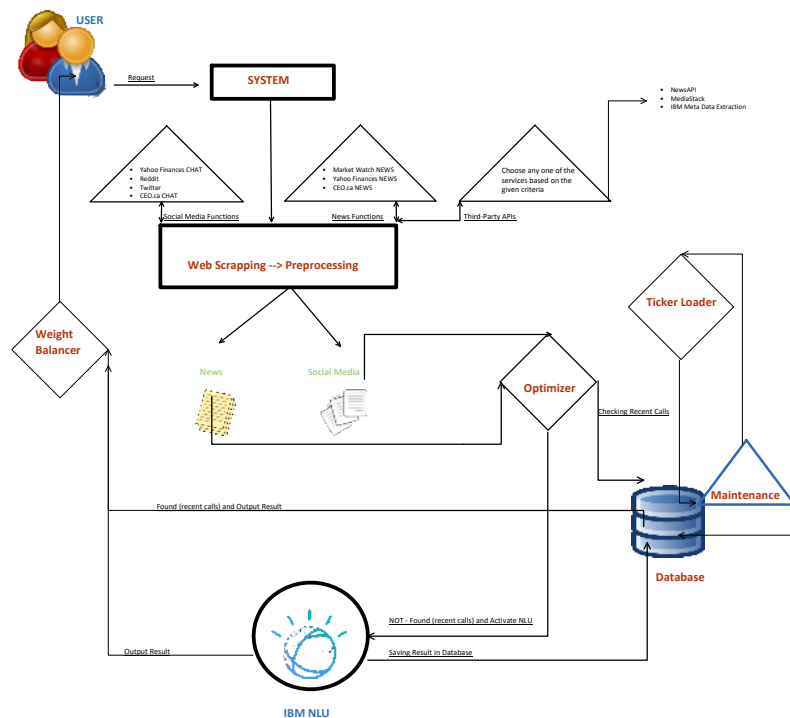 USER
Request
SYSTEM
NewsAPI
MediaStack
IBM Meta Data Extraction
Yahoo Finances CHAT
Reddit
Twitter
CEO.ca CHAT
Market Watch NEWS
Yahoo Finances NEWS
CEO.ca NEWS
Choose any one of the
services based on the
given criteria
Social Media Functions
News Functions
Third-Party APIs
Web Scrapping --> Preprocessing
Ticker Loader
Weight
Balancer
News
Social Media
Optimizer
Checking Recent Calls
Maintenance
Found (recent calls) and Output Result
Database
NOT - Found (recent calls) and Activate NLU
Output Result
Saving Result in Database
IBM NLU